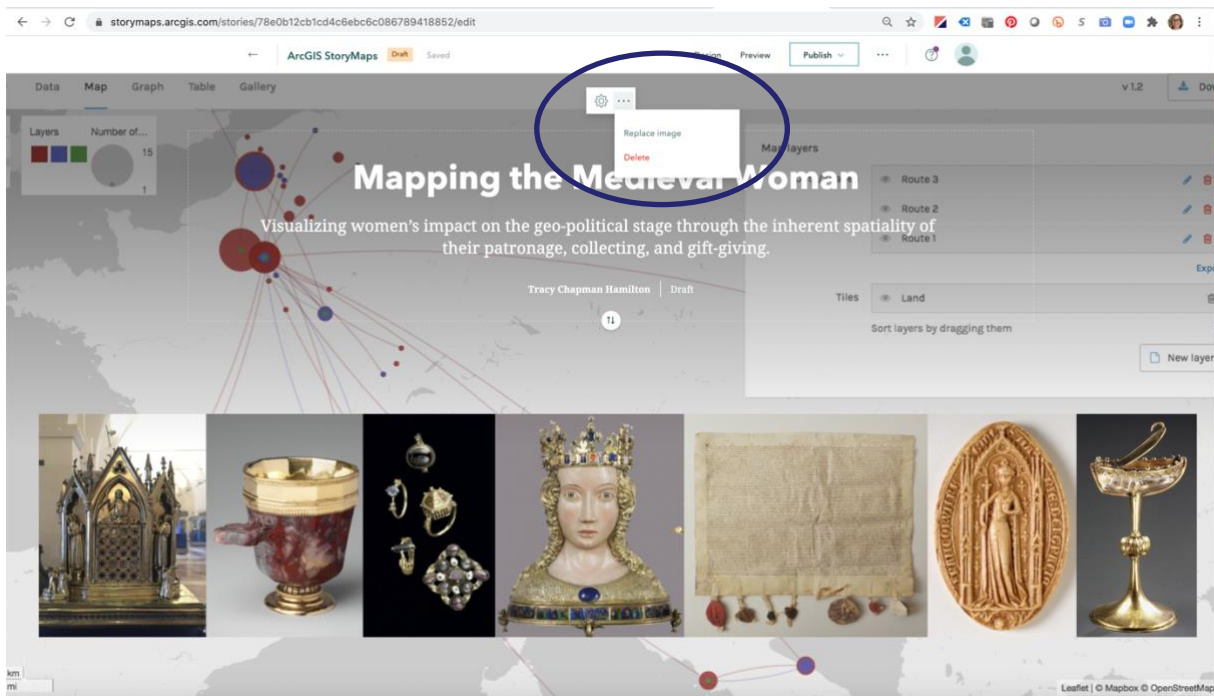 storymaps.arcgis.com/stories/78e0b12cb1cd4c6ebc6c086789418852/edit
ArcGIS StoryMaps Draft Saved
Design Preview Publish
Data Map Graph Table Gallery
v 1.2
Layers Number of...
15
1
Replace image
Delete
Map layers
Mapping the Medieval Woman
Visualizing women's impact on the geo-political stage through the inherent spatiality of
their patronage, collecting, and gift-giving.
Tracy Chapman Hamilton | Draft
Route 3
Route 2
Route 1
Tiles Land
Sort layers by dragging them
New layer
km
mi
Leaflet | © Mapbox © OpenStreetMap